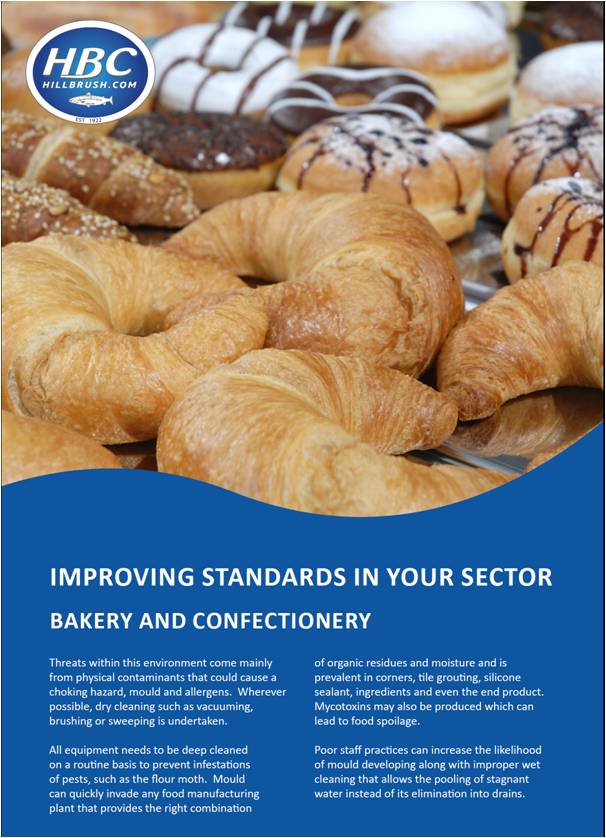 HBC
HILLBRUSH.COM
EST 1922
IMPROVING STANDARDS IN YOUR SECTOR
BAKERY AND CONFECTIONERY
Threats within this environment come mainly
from physical contaminants that could cause a
choking hazard, mould and allergens.  Wherever
possible, dry cleaning such as vacuuming,
brushing or sweeping is undertaken.
All equipment needs to be deep cleaned
on a routine basis to prevent infestations
of pests, such as the flour moth.  Mould
can quickly invade any food manufacturing
plant that provides the right combination
of organic residues and moisture and is
prevalent in corners, tile grouting, silicone
sealant, ingredients and even the end product.
Mycotoxins may also be produced which can
lead to food spoilage.
Poor staff practices can increase the likelihood
of mould developing along with improper wet
cleaning that allows the pooling of stagnant
water instead of its elimination into drains.